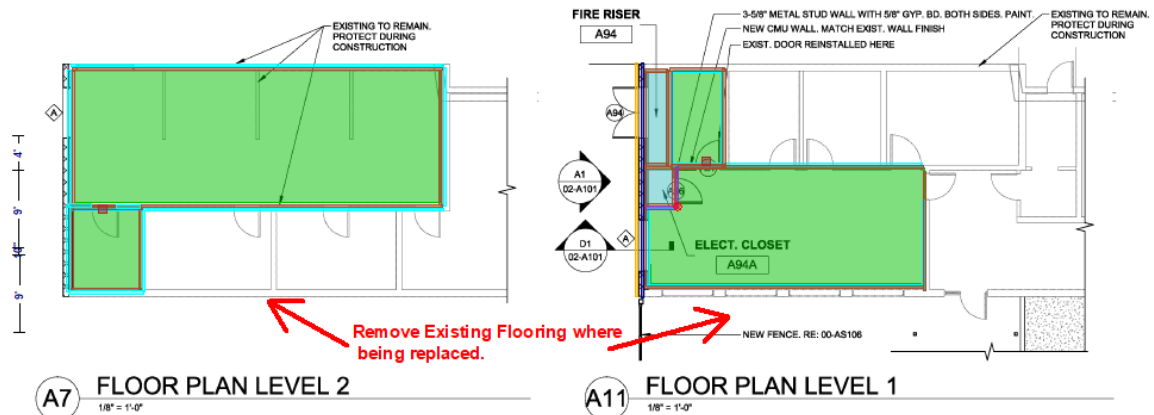 EXISTING TO REMAIN.
PROTECT DURING
CONSTRUCTION
A
4'
9'
10"
9'
FIRE RISER
A94
3-5/8" METAL STUD WALL WITH 5/8" GYP. BD. BOTH SIDES. PAINT.
NEW CMU WALL. MATCH EXIST. WALL FINISH
EXIST. DOOR REINSTALLED HERE
EXISTING TO REMAIN.
PROTECT DURING
CONSTRUCTION
A94
A1
02-A101
D1
02-A101
A
ELECT. CLOSET
A94A
Remove Existing Flooring where
being replaced.
NEW FENCE. RE: 00-AS106
A7
FLOOR PLAN LEVEL 2
1/8" = 1'-0"
A11
FLOOR PLAN LEVEL 1
1/8" = 1'-0"